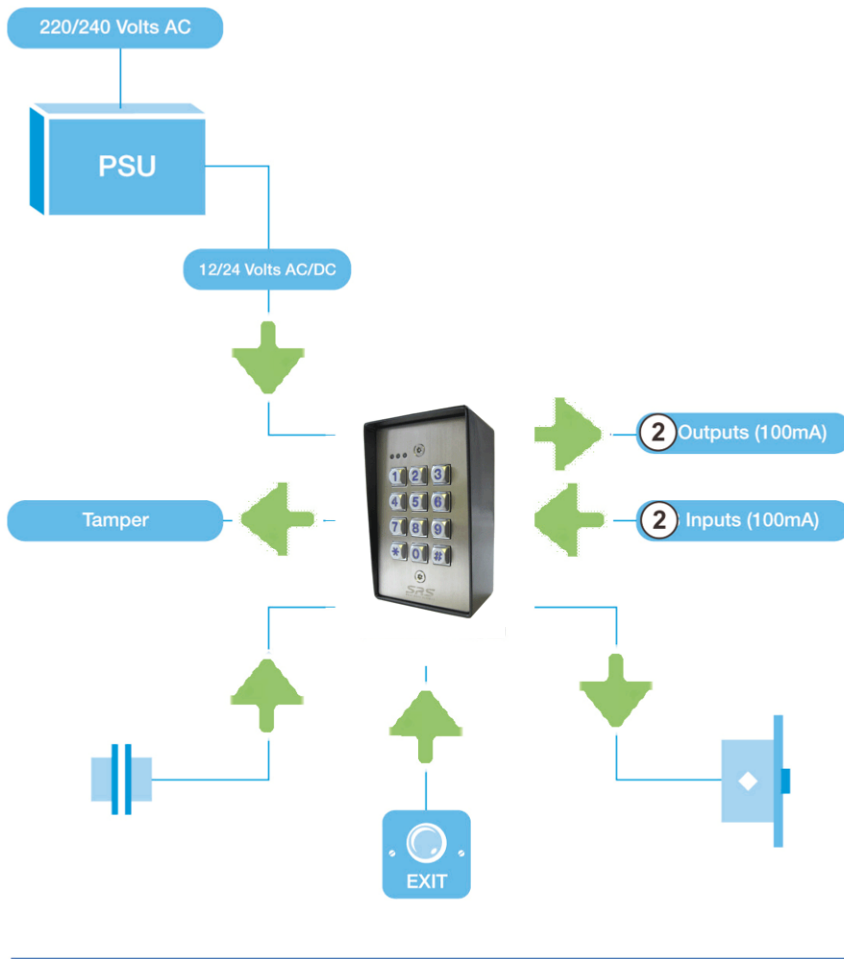 220/240 Volts AC
PSU
12/24 Volts AC/DC
2 Outputs (100mA)
1 2 3
4 5 6
Tamper
2 Inputs (100mA)
7 8 9
* 0 #
SRS
EXIT